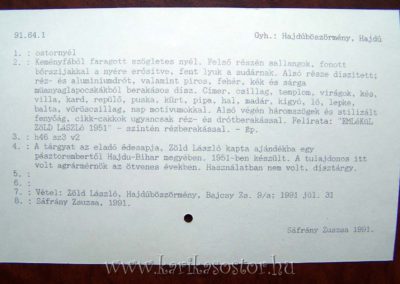 91.64.1 Gyh.: Hajdúböszörmény, Hajdú
1. : ostornyél
2. : Keményfából faragott szögletes nyél. Felső részén sallangok, fonott
bőrszíjakkal a nyére erősítve, fent lyuk a sudárnak. Alsó része díszített;
réz- és alumíniumdrót, valamint piros, fehér, kék és sárga
műanyaglapocskákból berakásos dísz. Címer, csillag, templom, virágok, kés,
villa, kard, repülő, puska, kürt, pipa, hal, madár, kígyó, ló, lepke,
balta, vöröscsillag, nap motívumokkal. Alsó végén háromszögek és stilizált
fenyőág, cikk-cakkok ugyancsak réz- és drótberakással. Felirata: "EMLÉKÜL
ZÖLD LÁSZLÓ 1951" - szintén rézberakással. - Ép.
3. : h46 sz3 v2
4. : A tárgyat az eladó édesapja, Zöld László kapta ajándékba egy
pásztorembertől Hajdu-Bihar megyében. 1951-ben készült. A tulajdonos itt
volt agrármérnök az ötvenes években. Használatban nem volt. dísztárgy.
5. :
6. :
7. : Vétel: Zöld László, Hajdúböszörmény, Bajcsy Zs. 9/a; 1991 júl. 31
8. : Sáfrány Zsuzsa, 1991.
Sáfrány Zsuzsa 1991.
www.karikasostor.hu